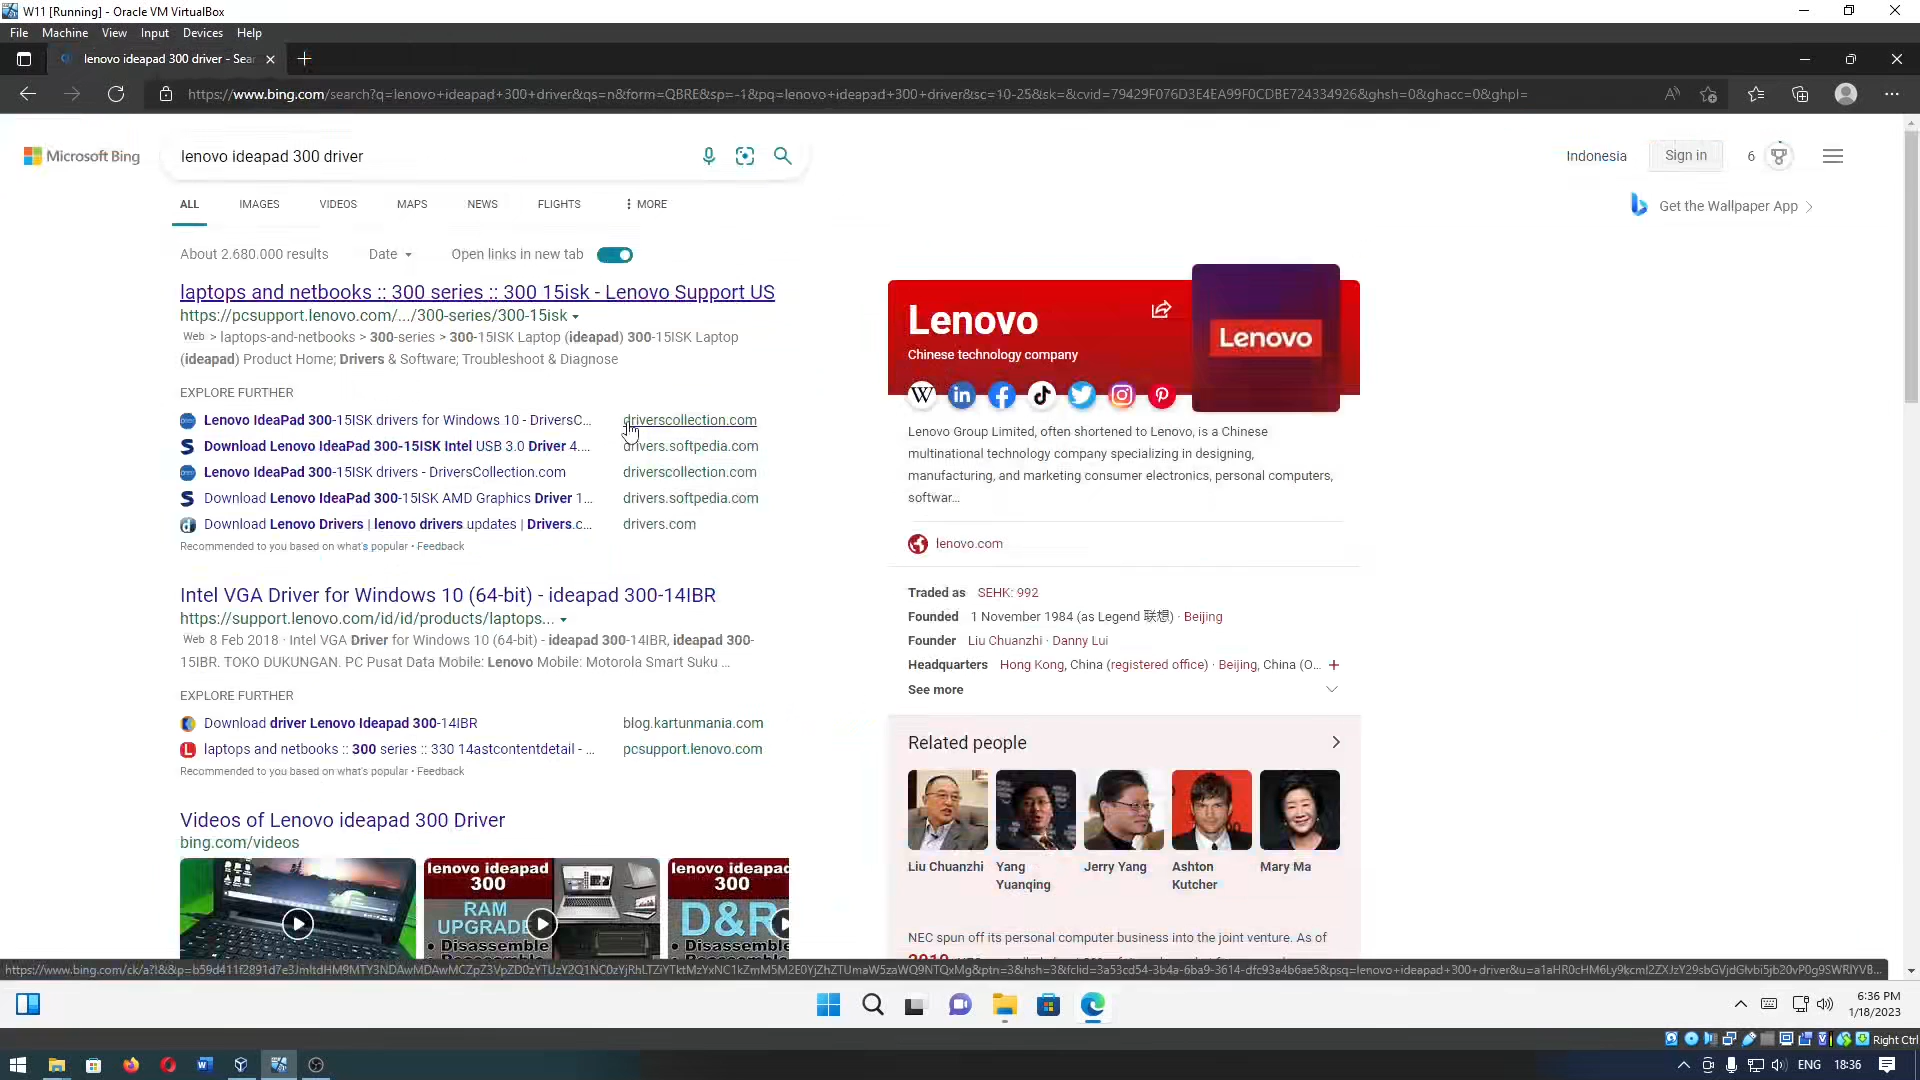 W11 [Running] - Oracle VM VirtualBox
File Machine View Input Devices Help
lenovo ideapad 300 driver - Sear
https://www.bing.com/search?q=lenovo+ideapad+300+driver&qs=n&form=QBRE&sp=-1&pq=lenovo+ideapad+300+driver&sc=10-25&sk=&cvid=79429F076D3E4EA99F0CDBE724334926&ghsh=0&ghacc=0&ghpl=
Microsoft Bing
lenovo ideapad 300 driver
Indonesia
Sign in
6
ALL IMAGES VIDEOS MAPS NEWS FLIGHTS MORE
Get the Wallpaper App
About 2.680.000 results Date Open links in new tab
laptops and netbooks :: 300 series :: 300 15isk - Lenovo Support US
https://pcsupport.lenovo.com/.../300-series/300-15isk
Web > laptops-and-netbooks > 300-series > 300-15ISK Laptop (ideapad) 300-15ISK Laptop
(ideapad) Product Home; Drivers & Software; Troubleshoot & Diagnose
EXPLORE FURTHER
Lenovo IdeaPad 300-15ISK drivers for Windows 10 - DriversC... driverscollection.com
Download Lenovo IdeaPad 300-15ISK Intel USB 3.0 Driver 4.... drivers.softpedia.com
Lenovo IdeaPad 300-15ISK drivers - DriversCollection.com driverscollection.com
Download Lenovo IdeaPad 300-15ISK AMD Graphics Driver 1... drivers.softpedia.com
Download Lenovo Drivers | lenovo drivers updates | Drivers.c... drivers.com
Recommended to you based on what's popular • Feedback
Intel VGA Driver for Windows 10 (64-bit) - ideapad 300-14IBR
https://support.lenovo.com/id/id/products/laptops...
Web 8 Feb 2018 · Intel VGA Driver for Windows 10 (64-bit) - ideapad 300-14IBR, ideapad 300-
15IBR. TOKO DUKUNGAN. PC Pusat Data Mobile: Lenovo Mobile: Motorola Smart Suku ...
EXPLORE FURTHER
Download driver Lenovo Ideapad 300-14IBR blog.kartunmania.com
laptops and netbooks :: 300 series :: 330 14astcontentdetail - ... pcsupport.lenovo.com
Recommended to you based on what's popular • Feedback
Videos of Lenovo ideapad 300 Driver
bing.com/videos
lenovo ideapad
300
RAM
UPGRADE
• Disassemble
lenovo ideapad
300
D&R
• Disassemble
Lenovo
Chinese technology company
Lenovo
Lenovo Group Limited, often shortened to Lenovo, is a Chinese
multinational technology company specializing in designing,
manufacturing, and marketing consumer electronics, personal computers,
softwar...
lenovo.com
Traded as SEHK: 992
Founded 1 November 1984 (as Legend 联想) · Beijing
Founder Liu Chuanzhi · Danny Lui
Headquarters Hong Kong, China (registered office) · Beijing, China (O...
See more
Related people
Liu Chuanzhi
Yang
Yuanqing
Jerry Yang
Ashton
Kutcher
Mary Ma
NEC spun off its personal computer business into the joint venture. As of
6:36 PM
1/18/2023
Right Ctrl
ENG 18:36